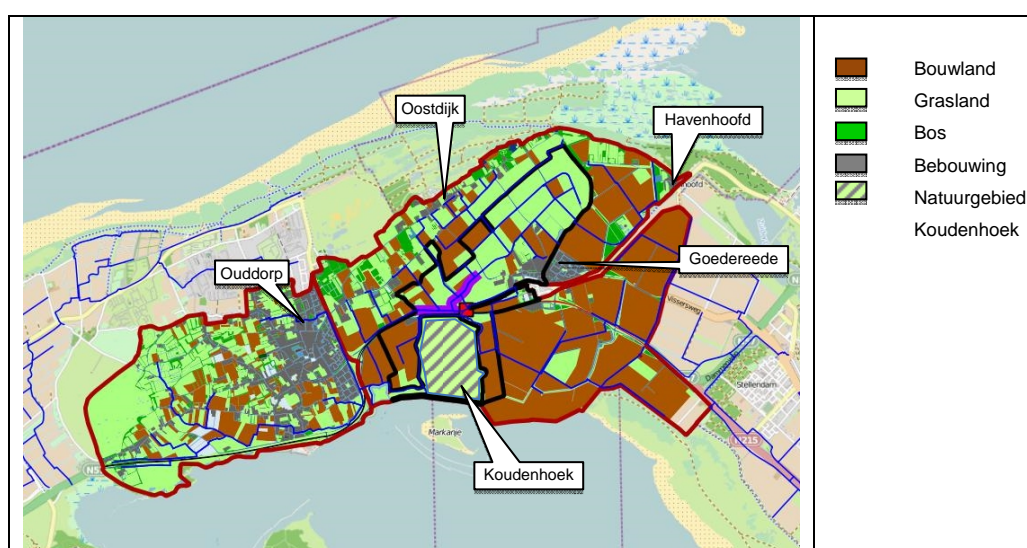 Oostdijk
Havenhoofd
Goedereede
Ouddorp
Vissersweg
Stellendam
N215
Markanje
Koudenhoek
Bouwland
Grasland
Bos
Bebouwing
Natuurgebied
Koudenhoek